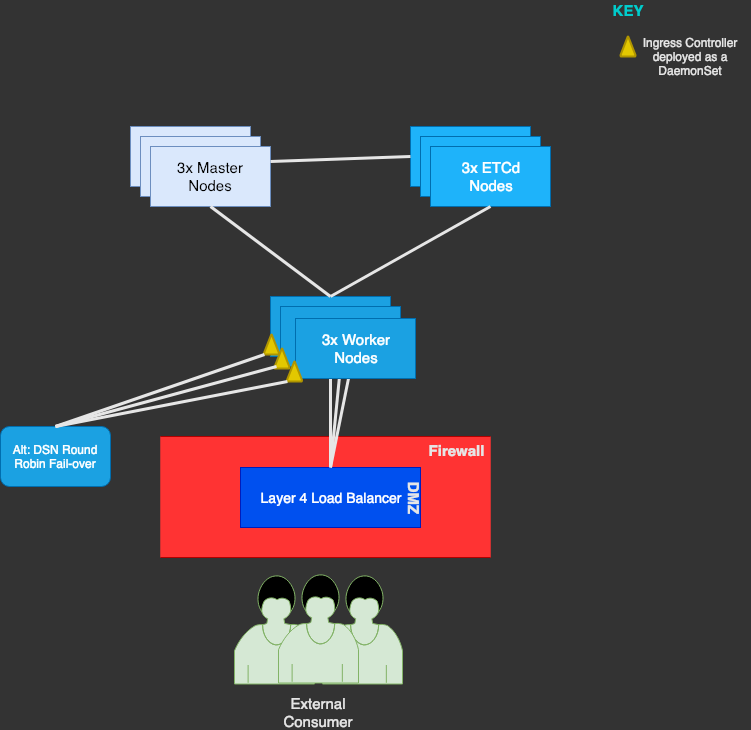 KEY
Ingress Controller
deployed as a
DaemonSet
3x Master
Nodes
3x ETCd
Nodes
3x Worker
Nodes
Alt: DSN Round
Robin Fail-over
Firewall
Layer 4 Load Balancer
DMZ
External
Consumer